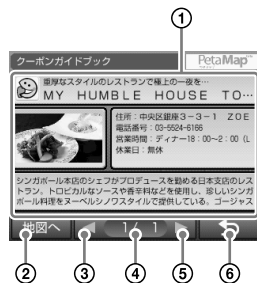 ①
クーポンガイドブック
PetaMap
重厚なスタイルのレストランで極上の一夜を…
MY HUMBLE HOUSE TO…
住所：中央区銀座3－3－1 ZOE
電話番号：03-5524-6166
営業時間：ディナー18：00～2：00（L
休業日：無休
シンガポール本店のシェフがプロデュースを勤める日本支店のレス
トラン。トロピカルなソースや香辛料などを使用し、珍しいシンガ
ポール料理をヌーベルシノワスタイルで提供している。ゴージャス
地図へ
1/ 1
② ③ ④ ⑤ ⑥